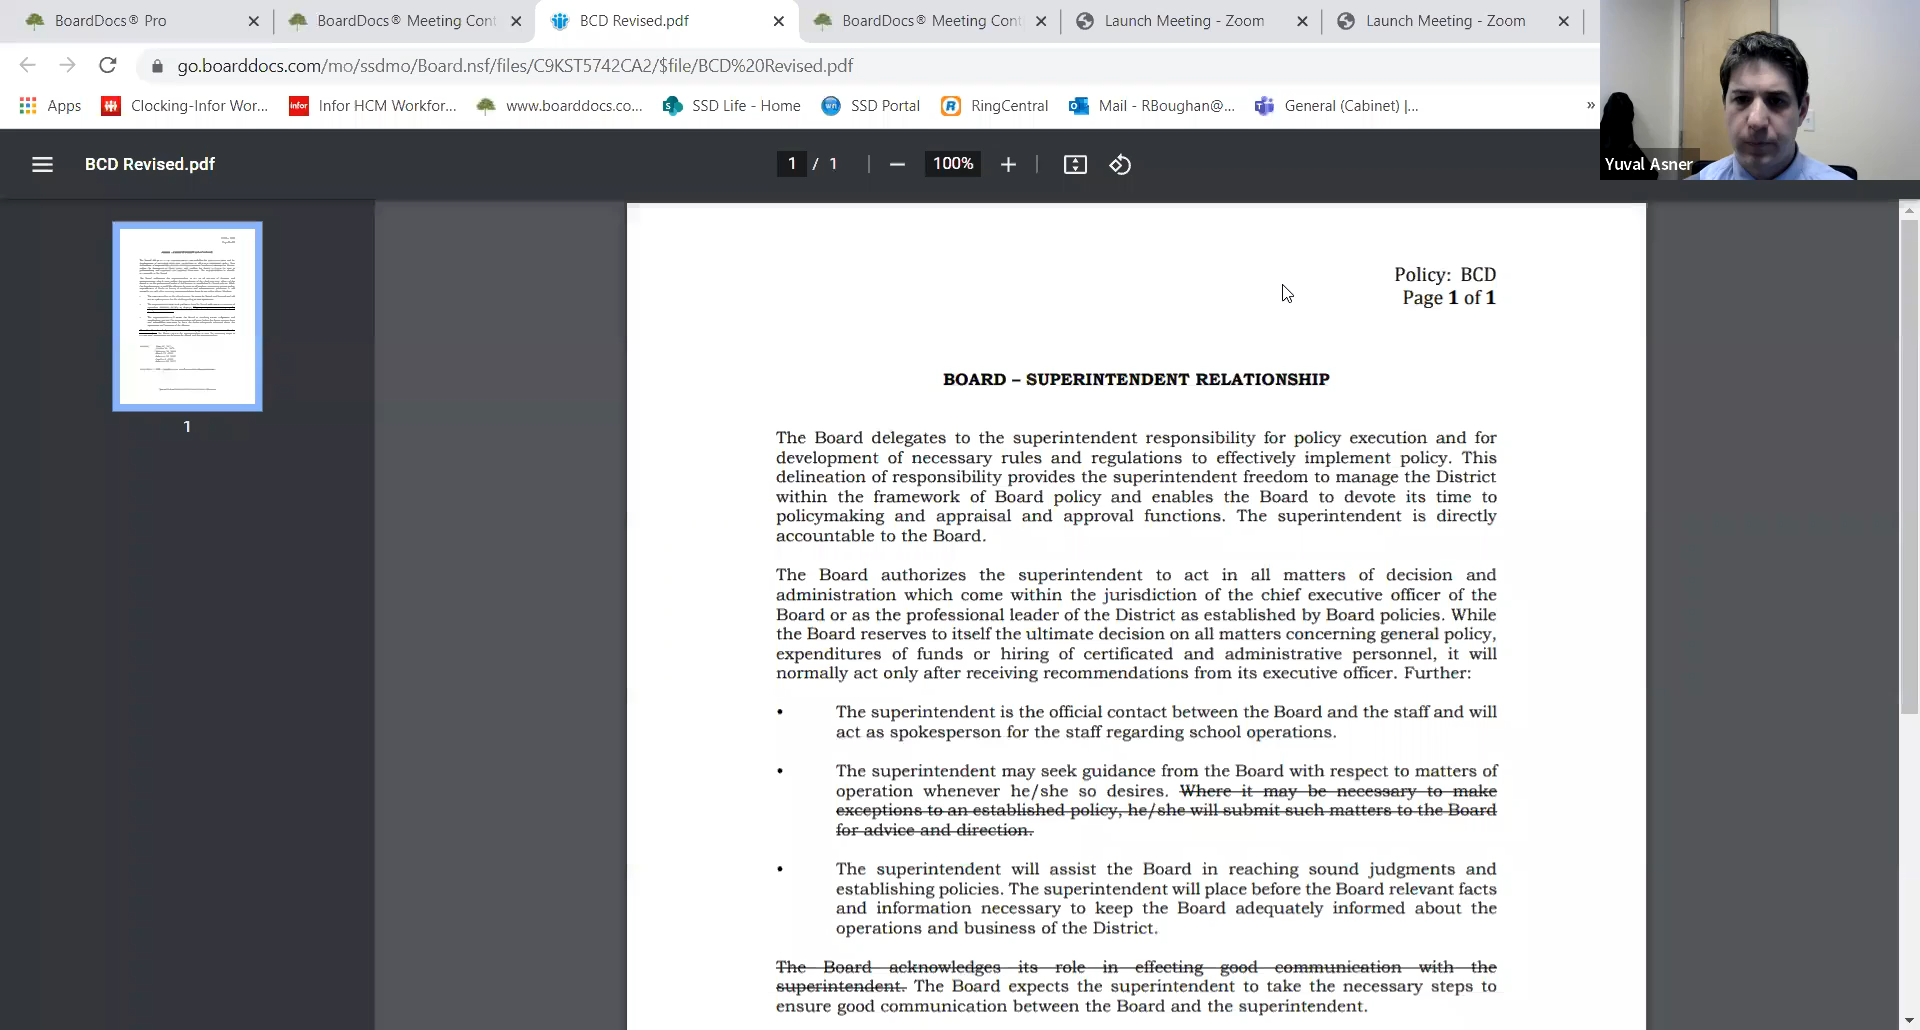 BoardDocs® Pro
BoardDocs® Meeting Cont
BCD Revised.pdf
BoardDocs® Meeting Cont
Launch Meeting - Zoom
Launch Meeting - Zoom
go.boarddocs.com/mo/ssdmo/Board.nsf/files/C9KST5742CA2/$file/BCD%20Revised.pdf
Apps
Clocking-Infor Wor...
infor
Infor HCM Workfor...
www.boarddocs.co...
SSD Life - Home
SSD Portal
RingCentral
Mail - RBoughan@...
General (Cabinet) |...
»
Yuval Asner
BCD Revised.pdf
1 / 1
100%
1
Policy: BCD
Page 1 of 1
BOARD – SUPERINTENDENT RELATIONSHIP
The Board delegates to the superintendent responsibility for policy execution and for
development of necessary rules and regulations to effectively implement policy. This
delineation of responsibility provides the superintendent freedom to manage the District
within the framework of Board policy and enables the Board to devote its time to
policymaking and appraisal and approval functions. The superintendent is directly
accountable to the Board.
The Board authorizes the superintendent to act in all matters of decision and
administration which come within the jurisdiction of the chief executive officer of the
Board or as the professional leader of the District as established by Board policies. While
the Board reserves to itself the ultimate decision on all matters concerning general policy,
expenditures of funds or hiring of certificated and administrative personnel, it will
normally act only after receiving recommendations from its executive officer. Further:
• The superintendent is the official contact between the Board and the staff and will
act as spokesperson for the staff regarding school operations.
• The superintendent may seek guidance from the Board with respect to matters of
operation whenever he/she so desires. Where it may be necessary to make
exceptions to an established policy, he/she will submit such matters to the Board
for advice and direction.
• The superintendent will assist the Board in reaching sound judgments and
establishing policies. The superintendent will place before the Board relevant facts
and information necessary to keep the Board adequately informed about the
operations and business of the District.
The Board acknowledges its role in effecting good communication with the
superintendent. The Board expects the superintendent to take the necessary steps to
ensure good communication between the Board and the superintendent.